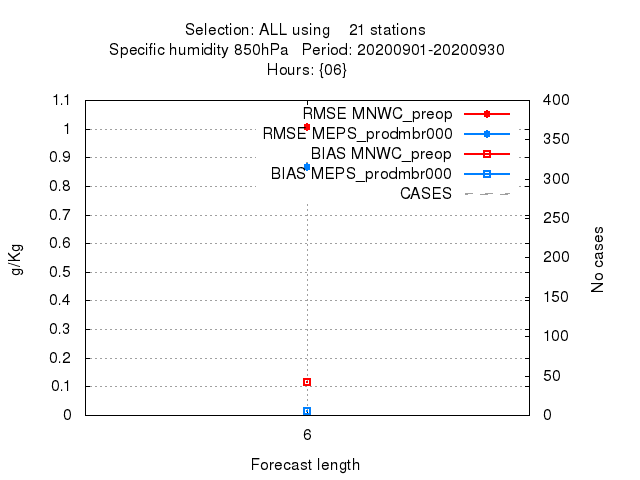 Selection: ALL using    21 stations
Specific humidity 850hPa   Period: 20200901-20200930
Hours: {06}
RMSE MNWC_preop
RMSE MEPS_prodmbr000
BIAS MNWC_preop
BIAS MEPS_prodmbr000
CASES
g/Kg
1.1
1
0.9
0.8
0.7
0.6
0.5
0.4
0.3
0.2
0.1
0
400
350
300
250
200
150
100
50
0
No cases
6
Forecast length